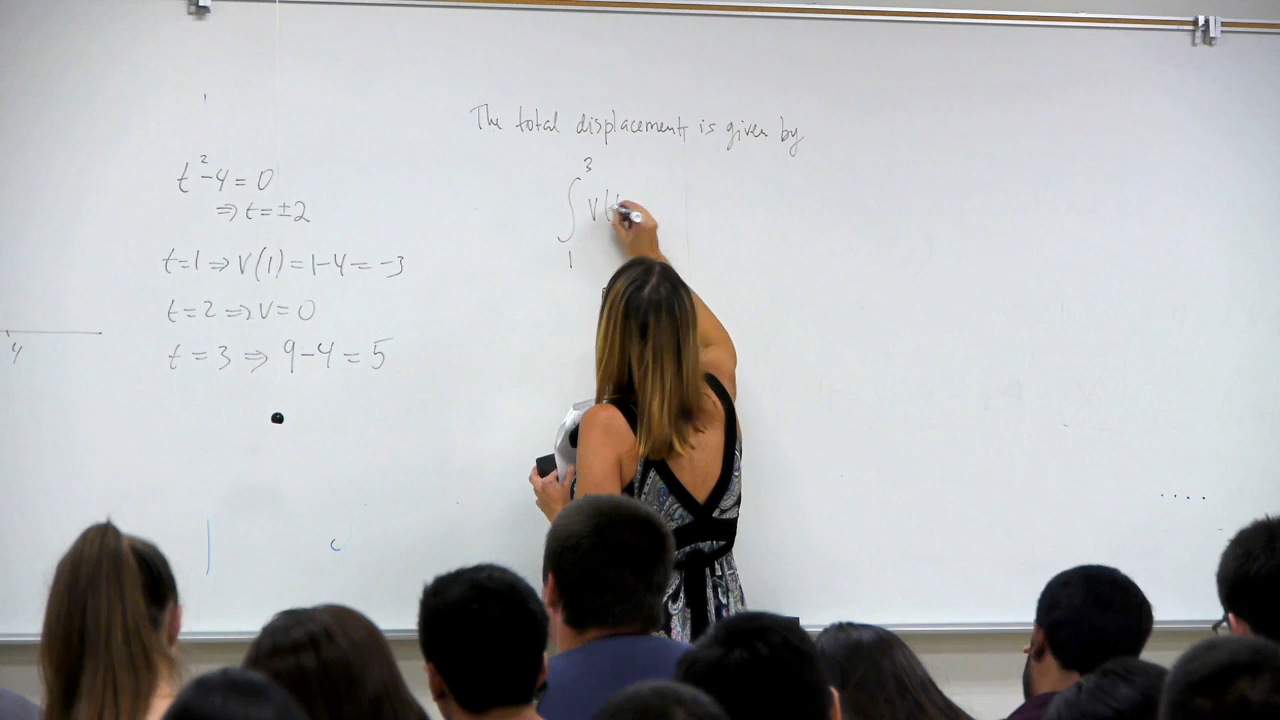 t²-4=0
⇒t=±2
t=1⇒V(1)=1-4=-3
t=2⇒V=0
t=3⇒9-4=5
4
The total displacement is given by
∫₁³ V(t